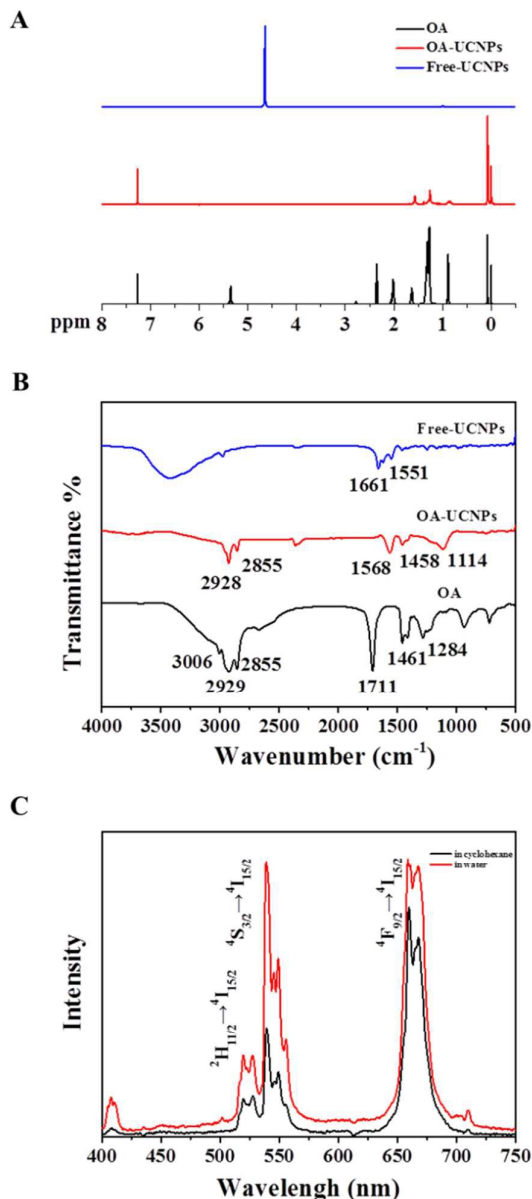 A
OA
OA-UCNPs
Free-UCNPs
ppm 8 7 6 5 4 3 2 1 0
B
Free-UCNPs
1661 1551
OA-UCNPs
2928 2855 1568 1458 1114
OA
3006 2929 2855 1711 1461 1284
Transmittance %
4000 3500 3000 2500 2000 1500 1000 500
Wavenumber (cm⁻¹)
C
in cyclohexane
in water
²H₁₁/₂→⁴I₁₅/₂
⁴S₃/₂→⁴I₁₅/₂
⁴F₉/₂→⁴I₁₅/₂
Intensity
400 450 500 550 600 650 700 750
Wavelengh (nm)